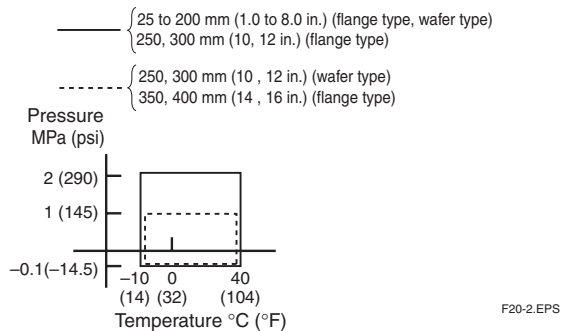 25 to 200 mm (1.0 to 8.0 in.) (flange type, wafer type)
250, 300 mm (10, 12 in.) (flange type)
250, 300 mm (10 , 12 in.) (wafer type)
350, 400 mm (14 , 16 in.) (flange type)
Pressure
MPa (psi)
2 (290)
1 (145)
–0.1(–14.5)
–10 0 40
(14) (32) (104)
Temperature °C (°F)
F20-2.EPS